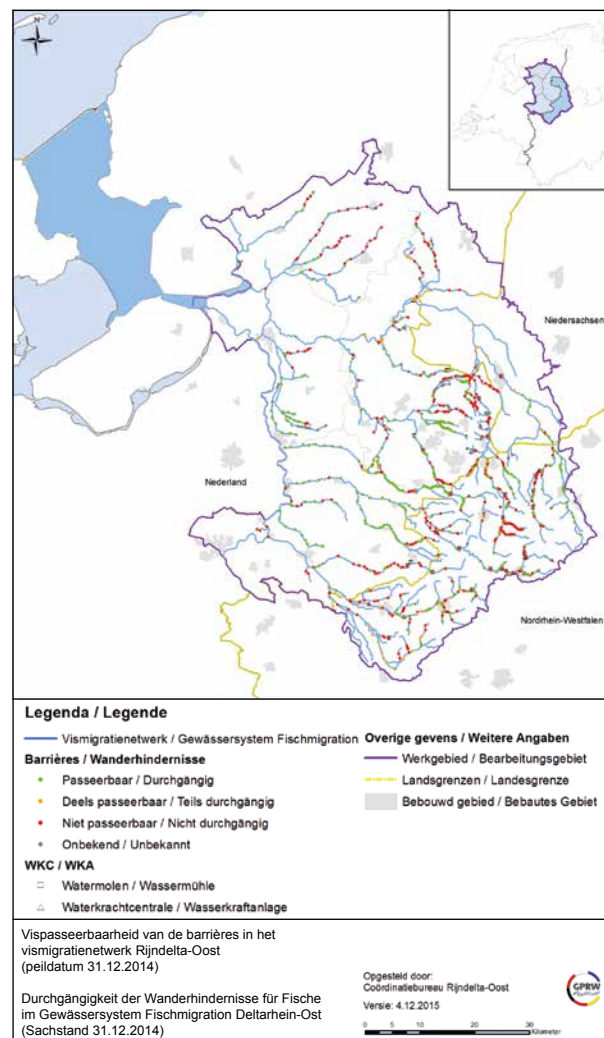 N
Niedersachsen
Nederland
Nordrhein-Westfalen
Legenda / Legende
Vismigratienetwerk / Gewässersystem Fischmigration
Barrières / Wanderhindernisse
Passeerbaar / Durchgängig
Deels passeerbaar / Teils durchgängig
Niet passeerbaar / Nicht durchgängig
Onbekend / Unbekannt
WKC / WKA
Watermolen / Wassermühle
Waterkrachtcentrale / Wasserkraftanlage
Overige gevens / Weitere Angaben
Werkgebied / Bearbeitungsgebiet
Landsgrenzen / Landesgrenze
Bebouwd gebied / Bebautes Gebiet
Vispasseerbaarheid van de barrières in het
vismigratienetwerk Rijndelta-Oost
(peildatum 31.12.2014)
Durchgängigkeit der Wanderhindernisse für Fische
im Gewässersystem Fischmigration Deltarhein-Ost
(Sachstand 31.12.2014)
Opgesteld door:
Coördinatiebureau Rijndelta-Oost
Versie: 4.12.2015
GPRW
0 5 10 20 30
Kilometer